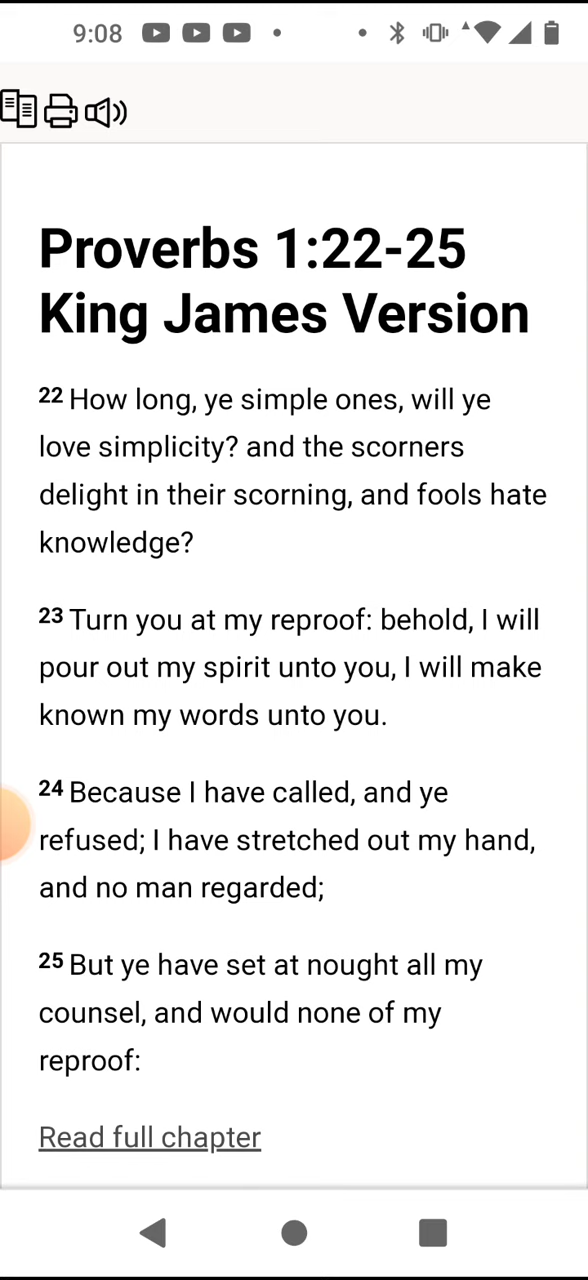 9:08
Proverbs 1:22-25
King James Version
22 How long, ye simple ones, will ye
love simplicity? and the scorners
delight in their scorning, and fools hate
knowledge?
23 Turn you at my reproof: behold, I will
pour out my spirit unto you, I will make
known my words unto you.
24 Because I have called, and ye
refused; I have stretched out my hand,
and no man regarded;
25 But ye have set at nought all my
counsel, and would none of my
reproof:
Read full chapter